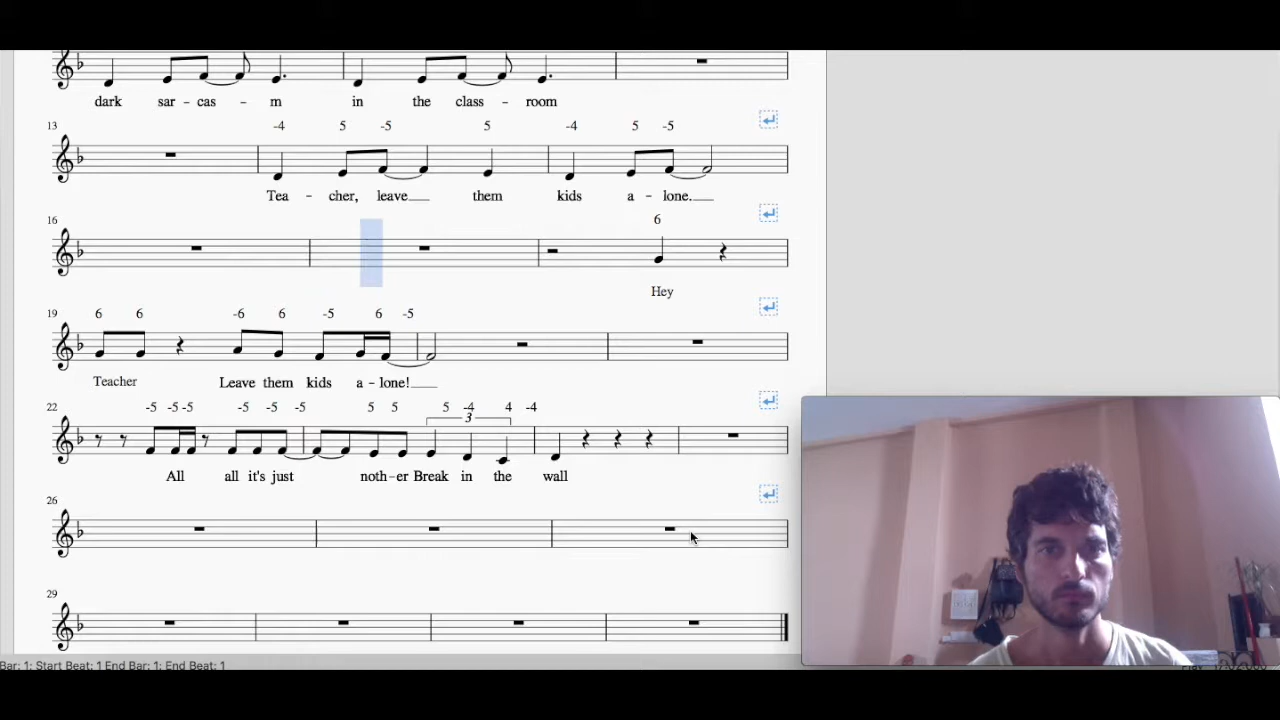 dark sar - cas - m in the class - room
13 -4 5 -5 5 -4 5 -5
Tea - cher, leave__ them kids a - lone.__
16 6
Hey
19 6 6 -6 6 -5 6 -5
Teacher Leave them kids a - lone!__
22 -5 -5 -5 -5 -5 -5 5 5 5 -4 4 -4
3
All all it's just noth - er Break in the wall
26
29
Bar: 1: Start Beat: 1 End Bar: 1: End Beat: 1